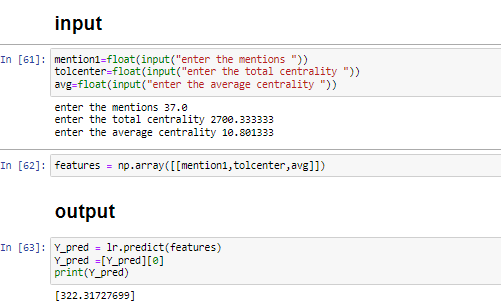 input
In [61]: mention1=float(input("enter the mentions "))
tolcenter=float(input("enter the total centrality "))
avg=float(input("enter the average centrality "))
enter the mentions 37.0
enter the total centrality 2700.333333
enter the average centrality 10.801333
In [62]: features = np.array([[mention1,tolcenter,avg]])
output
In [63]: Y_pred = lr.predict(features)
Y_pred =[Y_pred][0]
print(Y_pred)
[322.31727699]